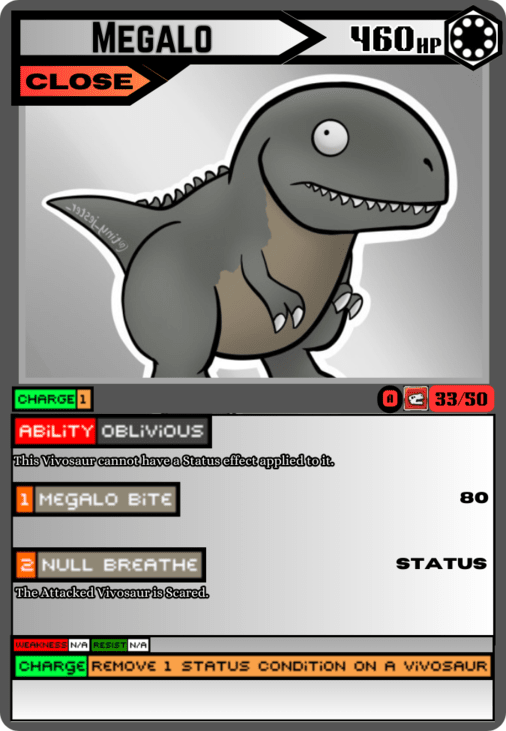 MEGALO 460HP
CLOSE
@tiny_jester_
CHARGE 1 A 33/50
ABILITY OBLIVIOUS
This Vivosaur cannot have a Status effect applied to it.
1 MEGALO BITE 80
2 NULL BREATHE STATUS
The Attacked Vivosaur is Scared.
WEAKNESS N/A RESIST N/A
CHARGE REMOVE 1 STATUS CONDITION ON A VIVOSAUR